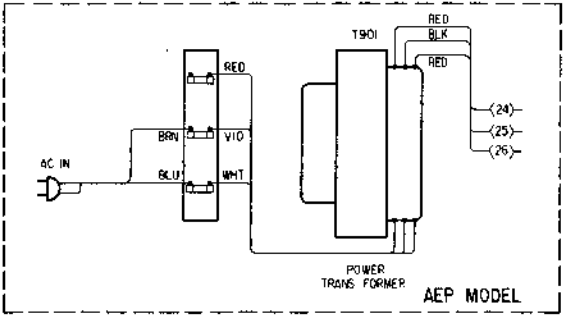 RED
T901
BLK
RED
RED
(24)
(25)
(26)
BRN
VIO
AC IN
BLU
WHT
POWER
TRANS FORMER
AEP MODEL